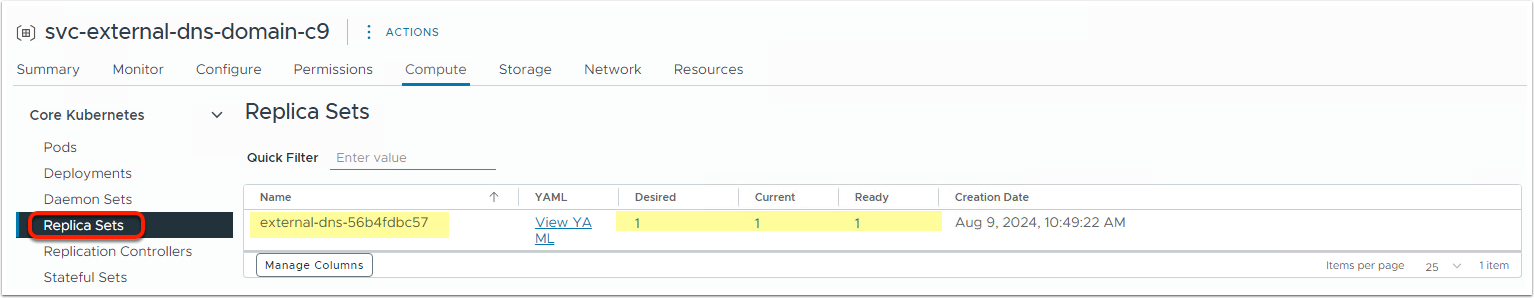 svc-external-dns-domain-c9
ACTIONS
Summary Monitor Configure Permissions Compute Storage Network Resources
Core Kubernetes
Pods
Deployments
Daemon Sets
Replica Sets
Replication Controllers
Stateful Sets
Replica Sets
Quick Filter Enter value
Name YAML Desired Current Ready Creation Date
external-dns-56b4fdbc57 View YA 1 1 1 Aug 9, 2024, 10:49:22 AM
ML
Manage Columns Items per page 25 1 item